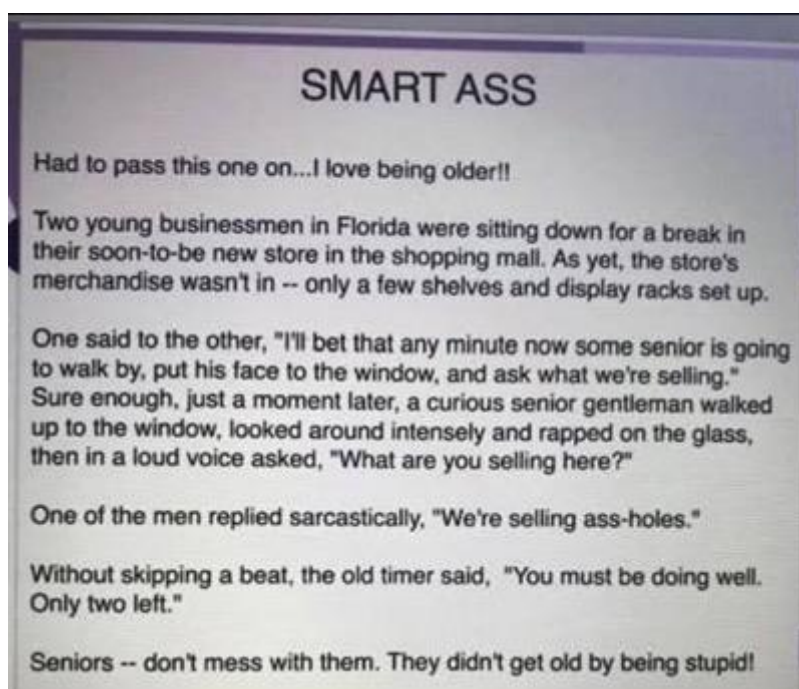 SMART ASS
Had to pass this one on...I love being older!!
Two young businessmen in Florida were sitting down for a break in
their soon-to-be new store in the shopping mall. As yet, the store's
merchandise wasn't in -- only a few shelves and display racks set up.
One said to the other, "I'll bet that any minute now some senior is going
to walk by, put his face to the window, and ask what we're selling."
Sure enough, just a moment later, a curious senior gentleman walked
up to the window, looked around intensely and rapped on the glass,
then in a loud voice asked, "What are you selling here?"
One of the men replied sarcastically, "We're selling ass-holes."
Without skipping a beat, the old timer said,  "You must be doing well.
Only two left."
Seniors -- don't mess with them. They didn't get old by being stupid!